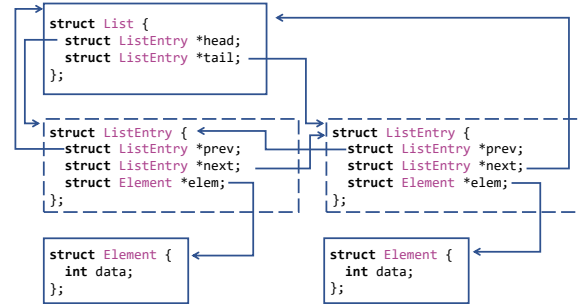 struct List {
struct ListEntry *head;
struct ListEntry *tail;
};
struct ListEntry {
struct ListEntry *prev;
struct ListEntry *next;
struct Element *elem;
};
struct ListEntry {
struct ListEntry *prev;
struct ListEntry *next;
struct Element *elem;
};
struct Element {
int data;
};
struct Element {
int data;
};